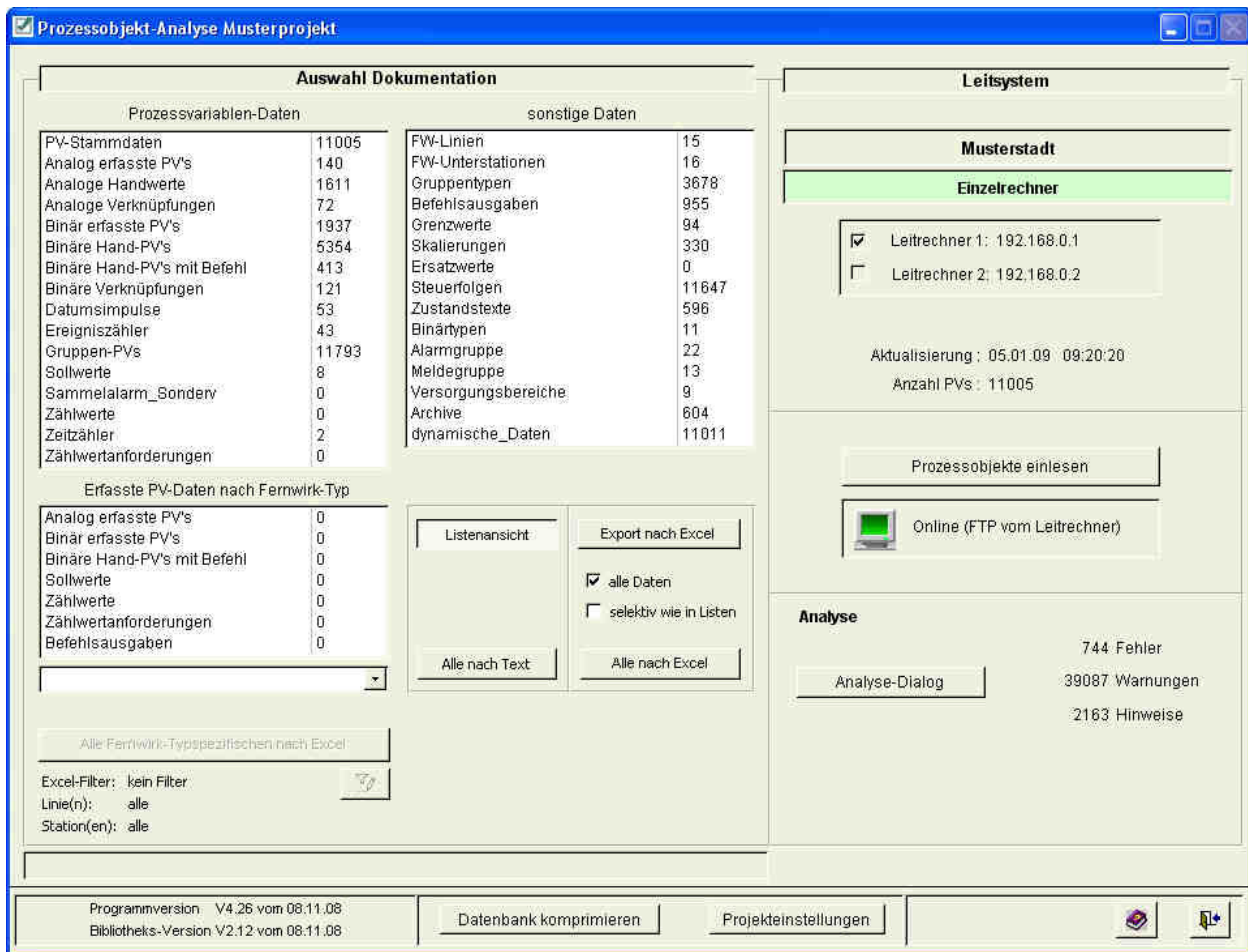 Prozessobjekt-Analyse Musterprojekt
Auswahl Dokumentation
Prozessvariablen-Daten
PV-Stammdaten 11005
Analog erfasste PV's 140
Analoge Handwerte 1611
Analoge Verknüpfungen 72
Binär erfasste PV's 1937
Binäre Hand-PV's 5354
Binäre Hand-PV's mit Befehl 413
Binäre Verknüpfungen 121
Datumsimpulse 53
Ereigniszähler 43
Gruppen-PVs 11793
Sollwerte 8
Sammelalarm_Sonderv 0
Zählwerte 0
Zeitzähler 2
Zählwertanforderungen 0
sonstige Daten
FW-Linien 15
FW-Unterstationen 16
Gruppentypen 3678
Befehlsausgaben 955
Grenzwerte 94
Skalierungen 330
Ersatzwerte 0
Steuerfolgen 11647
Zustandstexte 596
Binärtypen 11
Alarmgruppe 22
Meldegruppe 13
Versorgungsbereiche 9
Archive 604
dynamische_Daten 11011
Erfasste PV-Daten nach Fernwirk-Typ
Analog erfasste PV's 0
Binär erfasste PV's 0
Binäre Hand-PV's mit Befehl 0
Sollwerte 0
Zählwerte 0
Zählwertanforderungen 0
Befehlsausgaben 0
Alle Fernwirk-Typspezifischen nach Excel
Excel-Filter: kein Filter
Linie(n): alle
Station(en): alle
Listenansicht
Alle nach Text
Export nach Excel
alle Daten
selektiv wie in Listen
Alle nach Excel
Leitsystem
Musterstadt
Einzelrechner
Leitrechner 1: 192.168.0.1
Leitrechner 2: 192.168.0.2
Aktualisierung : 05.01.09 09:20:20
Anzahl PVs : 11005
Prozessobjekte einlesen
Online (FTP vom Leitrechner)
Analyse
Analyse-Dialog
744 Fehler
39087 Warnungen
2163 Hinweise
Programmversion V4.26 vom 08.11.08
Bibliotheks-Version V2.12 vom 08.11.08
Datenbank komprimieren
Projekteinstellungen